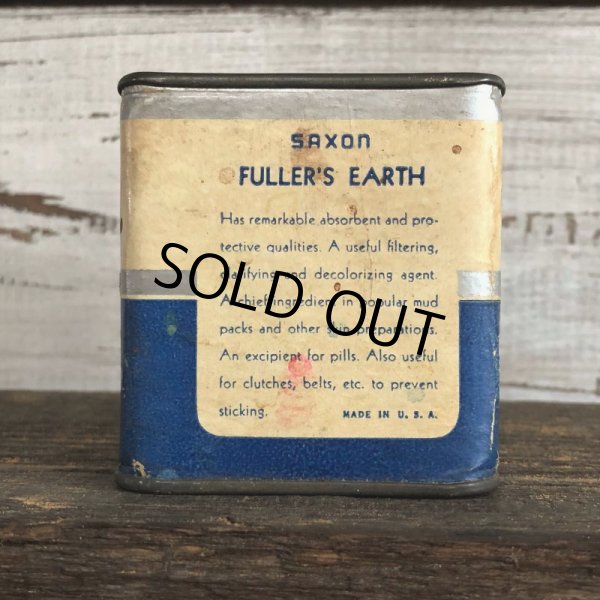 SAXON
FULLER'S EARTH
Has remarkable absorbent and pro-
tective qualities. A useful filtering,
clarifying and decolorizing agent.
A chief ingredient in popular mud
packs and other skin preparations.
An excipient for pills. Also useful
for clutches, belts, etc. to prevent
sticking. MADE IN U. S. A.
SOLD OUT